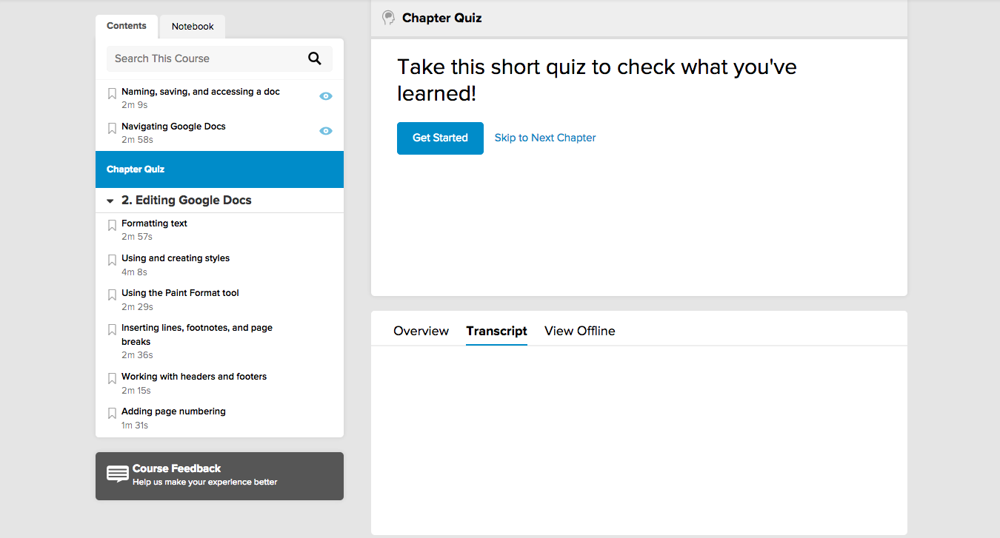 Contents
Notebook
Search This Course
Naming, saving, and accessing a doc
2m 9s
Navigating Google Docs
2m 58s
Chapter Quiz
2. Editing Google Docs
Formatting text
2m 57s
Using and creating styles
4m 8s
Using the Paint Format tool
2m 29s
Inserting lines, footnotes, and page
breaks
2m 36s
Working with headers and footers
2m 15s
Adding page numbering
1m 31s
Course Feedback
Help us make your experience better
Chapter Quiz
Take this short quiz to check what you've
learned!
Get Started
Skip to Next Chapter
Overview
Transcript
View Offline